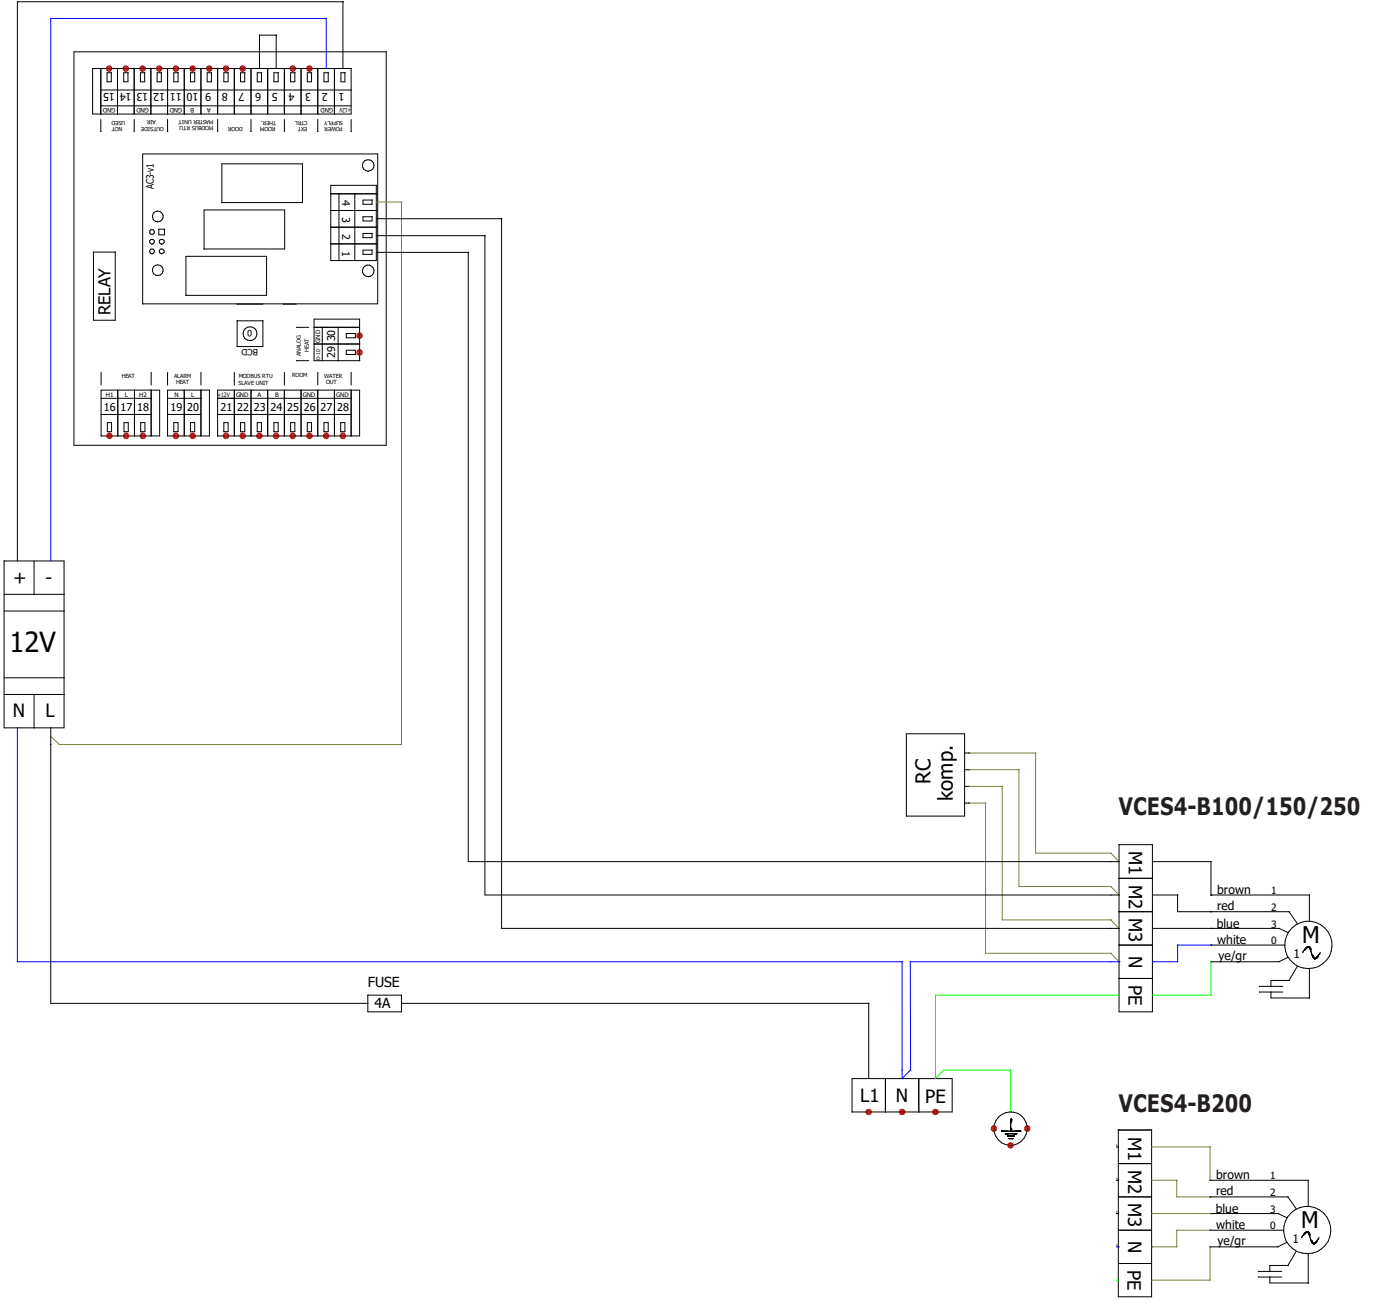 15 14 13 12 11 10 9 8 7 6 5 4 3 2 1
GND GND GND B A GND +12V
NOT USED
OUTSIDE AIR
MODBUS RTU MASTER UNIT
DOOR
ROOM THER.
EXT CTRL
POWER SUPPLY
AC3-v1
4
3
2
1
RELAY
0
BCD
ANALOG HEAT
GND 30
0-10 29
HEAT
ALARM HEAT
MODBUS RTU SLAVE UNIT
ROOM
WATER OUT
H1 L H2 N L +12V GND A B GND GND
16 17 18 19 20 21 22 23 24 25 26 27 28
+ -
12V
N L
RC komp.
VCES4-B100/150/250
M1
M2
M3
N
PE
brown 1
red 2
blue 3
white 0
ye/gr
M
1
FUSE
4A
L1 N PE
VCES4-B200
M1
M2
M3
N
PE
brown 1
red 2
blue 3
white 0
ye/gr
M
1